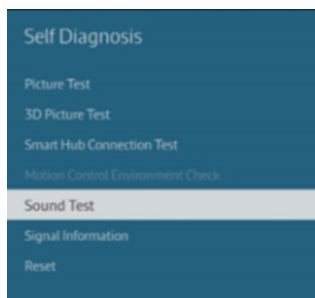 Self Diagnosis
Picture Test
3D Picture Test
Smart Hub Connection Test
Motion Control Environment Check
Sound Test
Signal Information
Reset